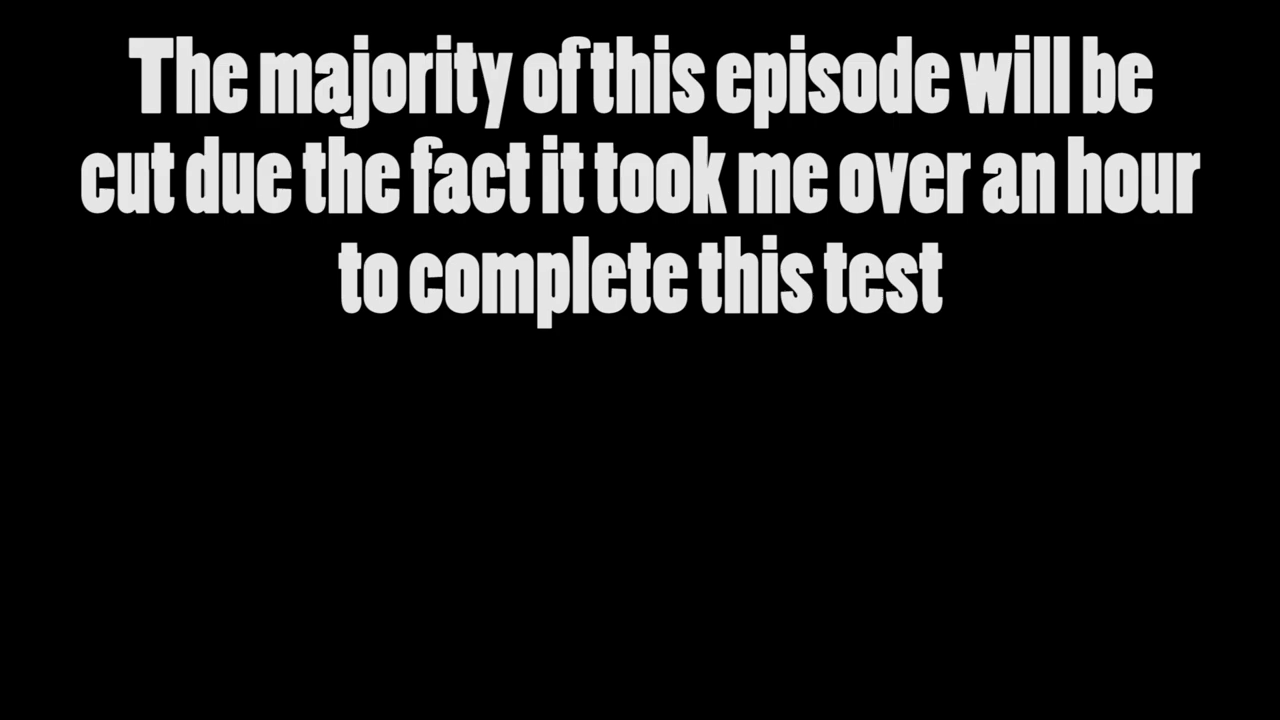 The majority of this episode will be
cut due the fact it took me over an hour
to complete this test